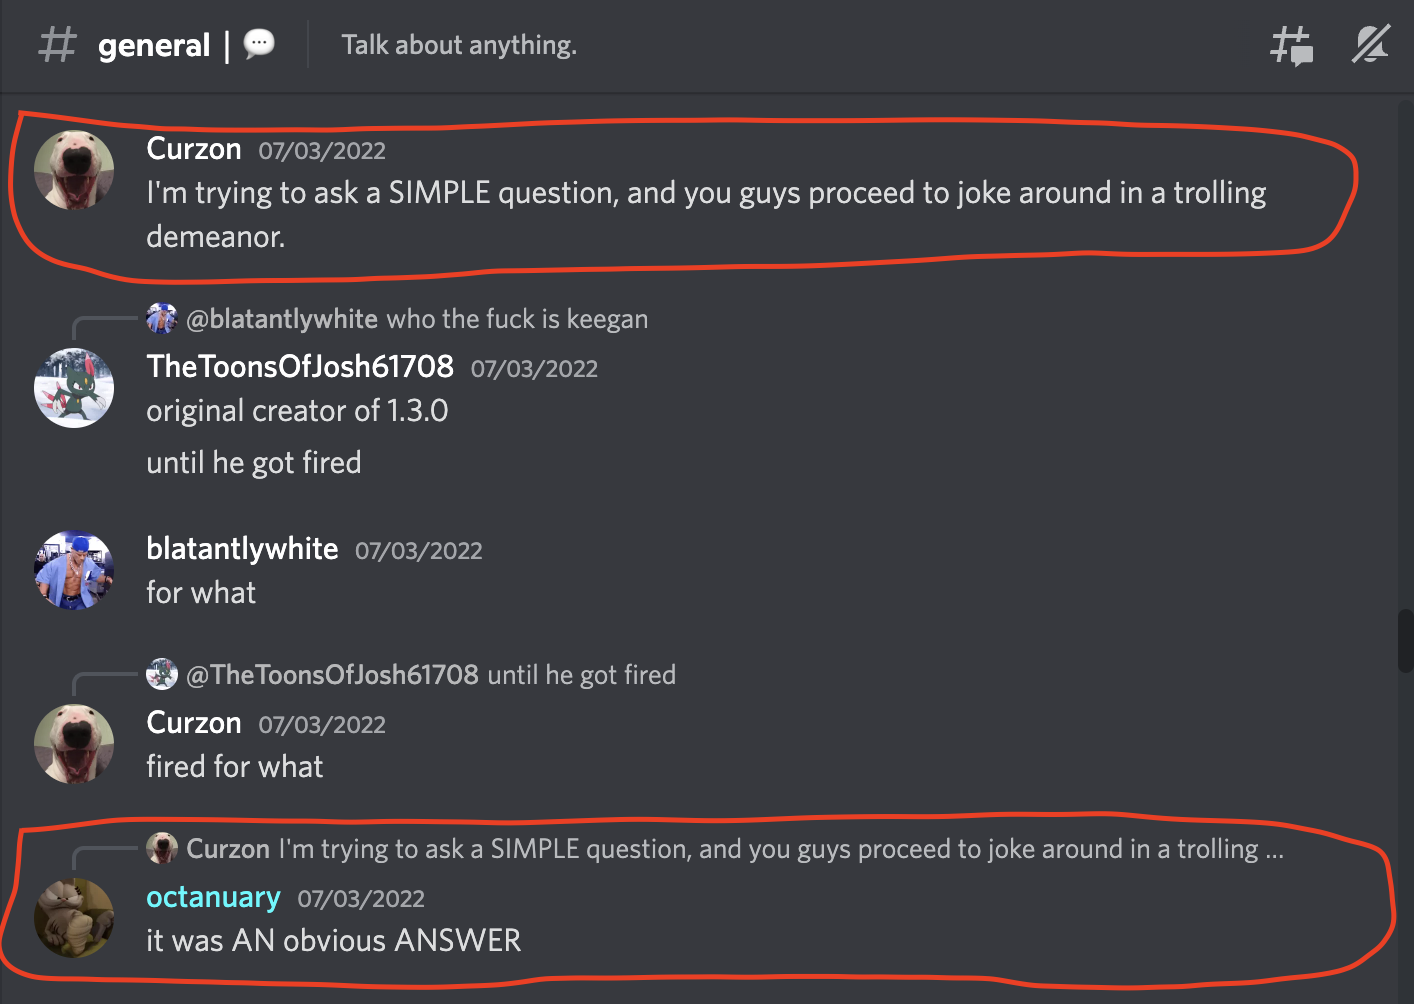 general | 💬 Talk about anything.
Curzon 07/03/2022
I'm trying to ask a SIMPLE question, and you guys proceed to joke around in a trolling
demeanor.
@blatantlywhite who the fuck is keegan
TheToonsOfJosh61708 07/03/2022
original creator of 1.3.0
until he got fired
blatantlywhite 07/03/2022
for what
@TheToonsOfJosh61708 until he got fired
Curzon 07/03/2022
fired for what
Curzon I'm trying to ask a SIMPLE question, and you guys proceed to joke around in a trolling ...
octanuary 07/03/2022
it was AN obvious ANSWER